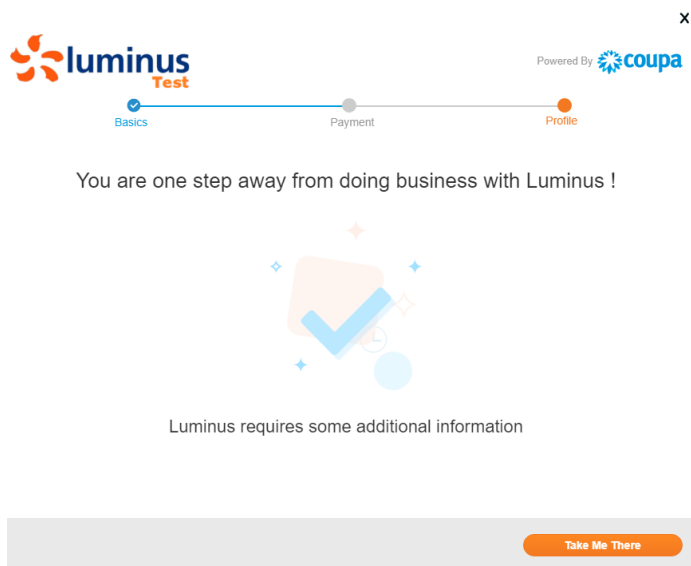 X
luminus
Test
Powered By coupa
Basics
Payment
Profile
You are one step away from doing business with Luminus !
Luminus requires some additional information
Take Me There